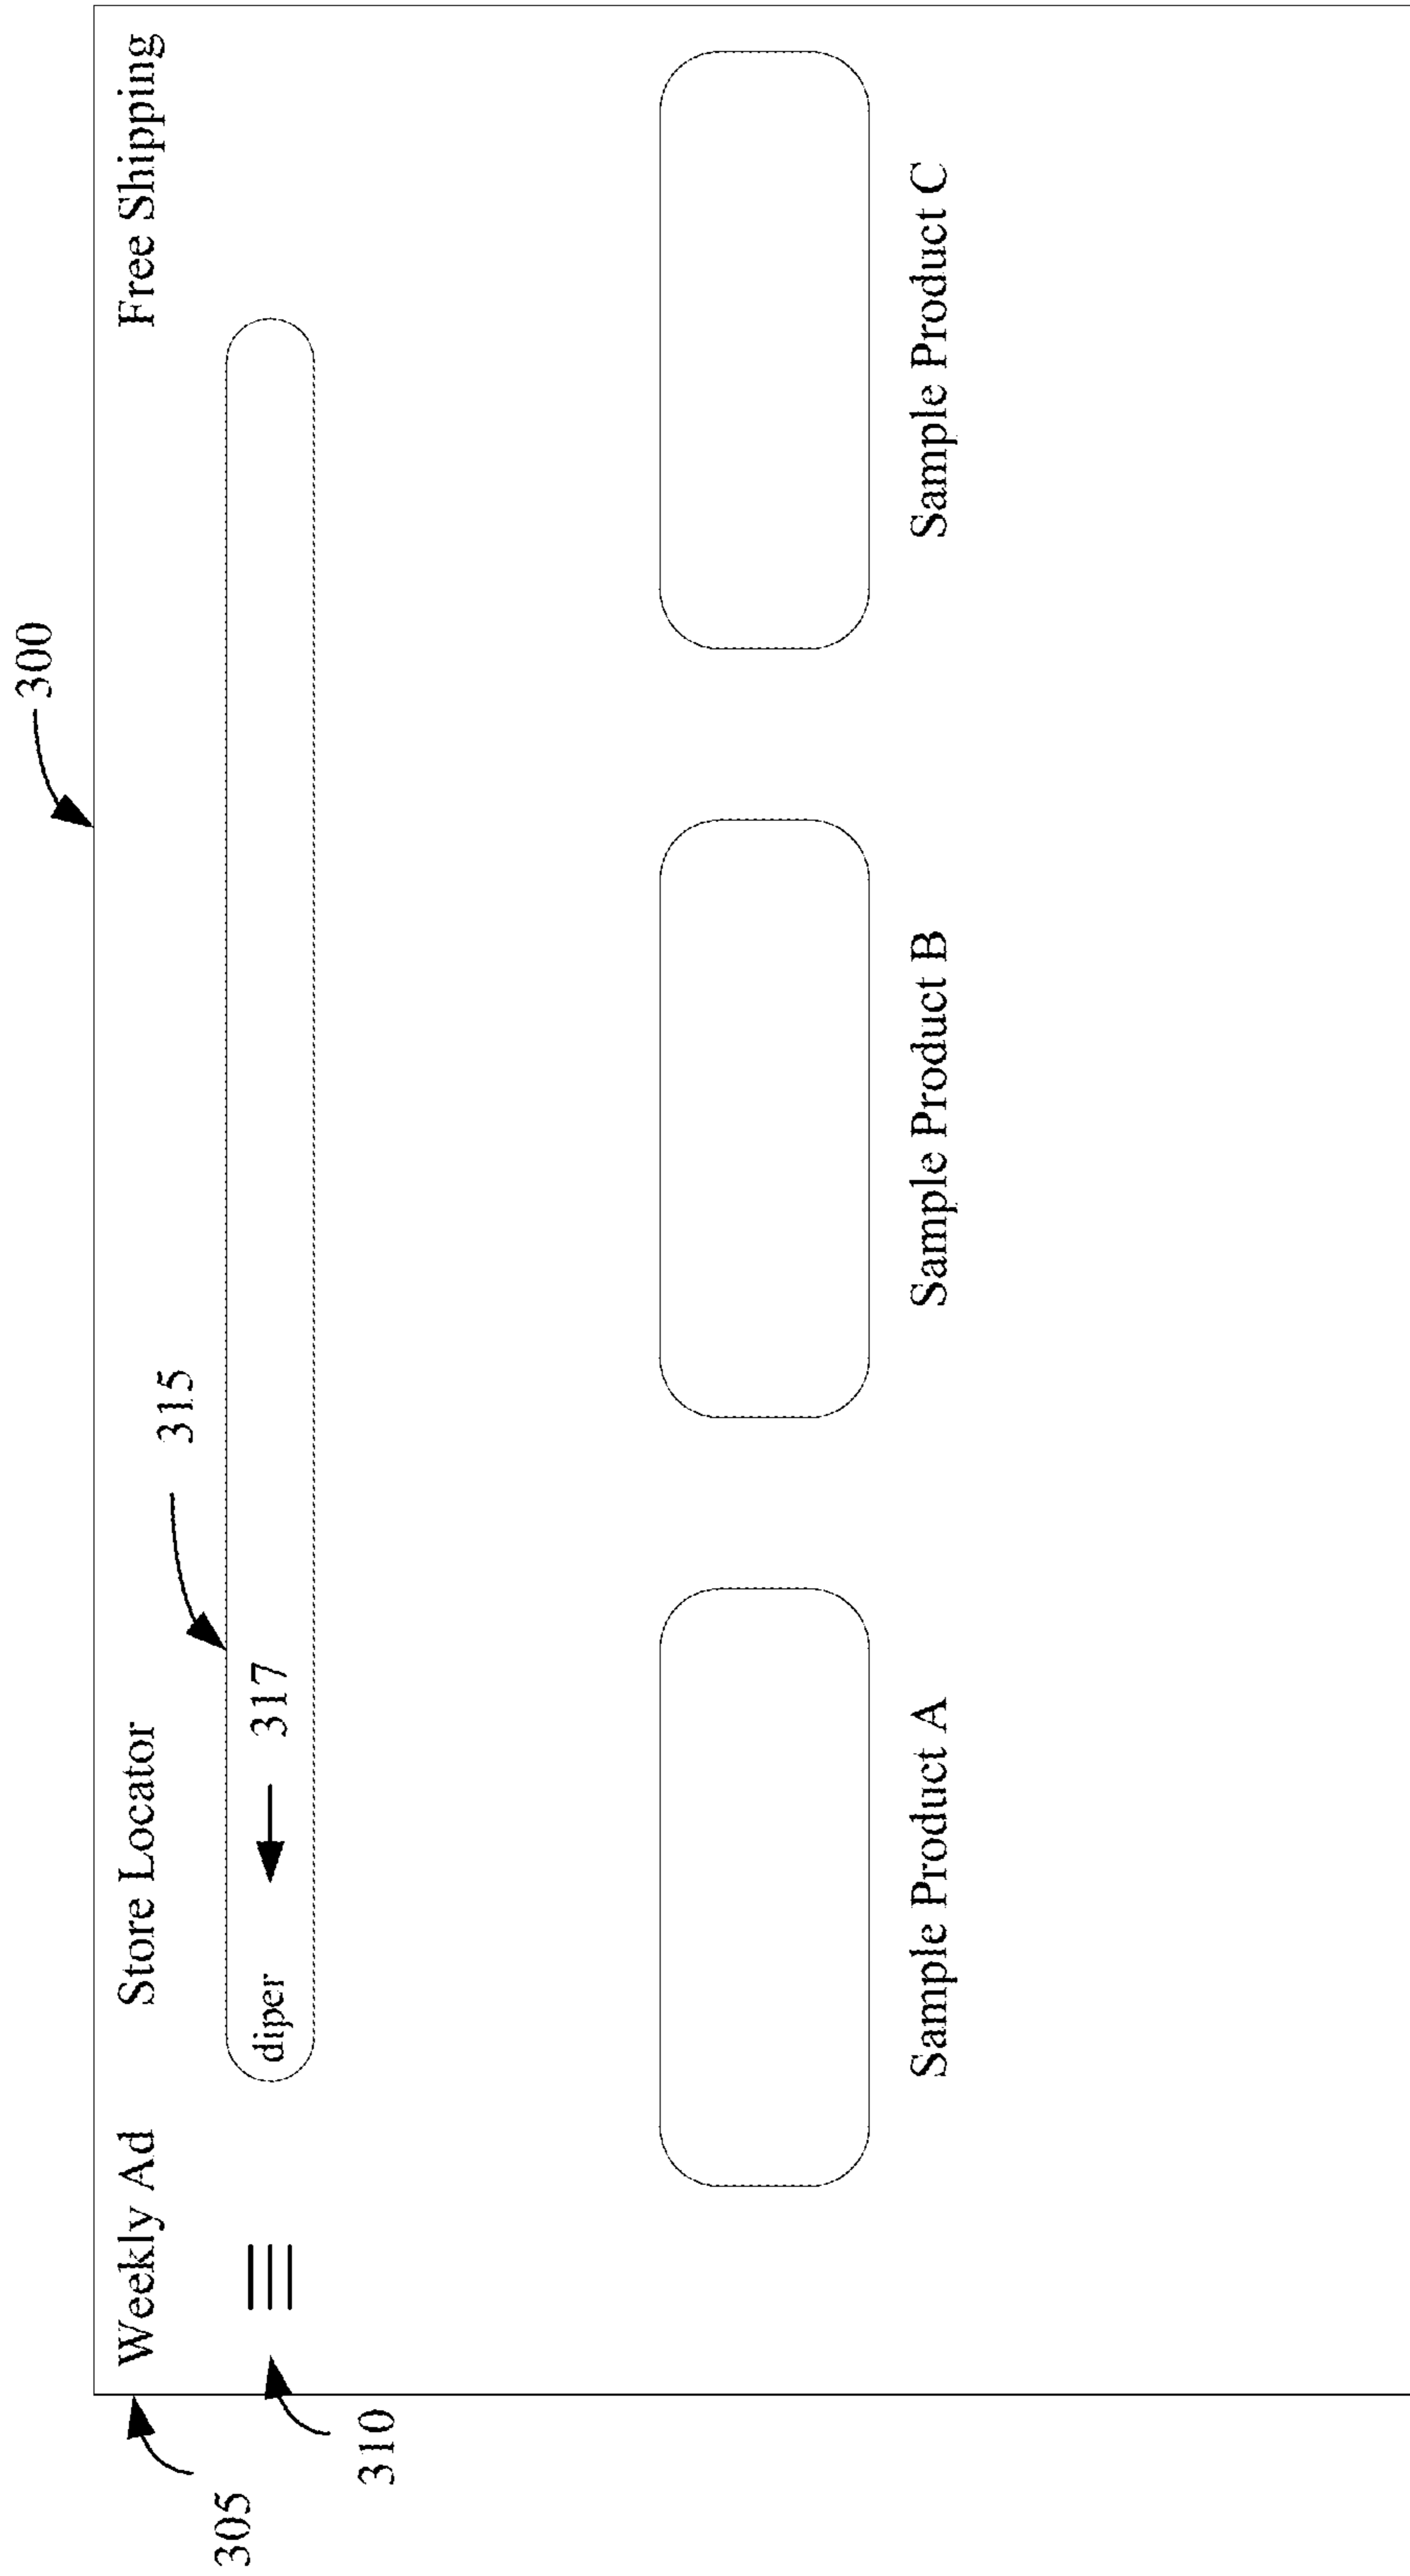 300
305
Weekly Ad Store Locator Free Shipping
315
310
diper 317
Sample Product A Sample Product B Sample Product C